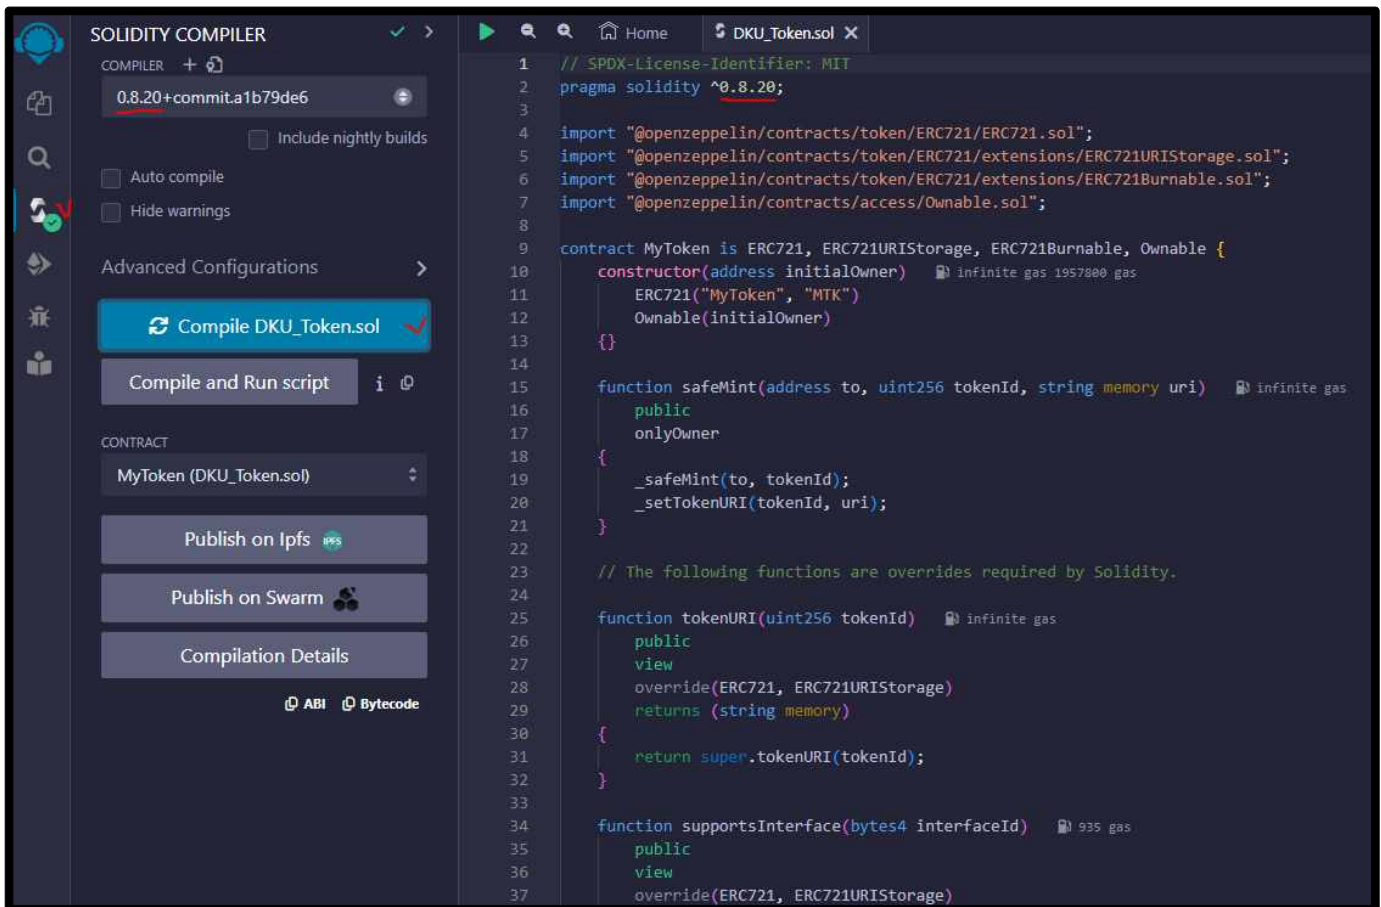 SOLIDITY COMPILER
COMPILER
0.8.20+commit.a1b79de6
Include nightly builds
Auto compile
Hide warnings
Advanced Configurations
Compile DKU_Token.sol
Compile and Run script
CONTRACT
MyToken (DKU_Token.sol)
Publish on Ipfs IPFS
Publish on Swarm
Compilation Details
ABI Bytecode
Home DKU_Token.sol
1 // SPDX-License-Identifier: MIT
2 pragma solidity ^0.8.20;
3
4 import "@openzeppelin/contracts/token/ERC721/ERC721.sol";
5 import "@openzeppelin/contracts/token/ERC721/extensions/ERC721URIStorage.sol";
6 import "@openzeppelin/contracts/token/ERC721/extensions/ERC721Burnable.sol";
7 import "@openzeppelin/contracts/access/Ownable.sol";
8
9 contract MyToken is ERC721, ERC721URIStorage, ERC721Burnable, Ownable {
10 constructor(address initialOwner) infinite gas 1957800 gas
11 ERC721("MyToken", "MTK")
12 Ownable(initialOwner)
13 {}
14
15 function safeMint(address to, uint256 tokenId, string memory uri) infinite gas
16 public
17 onlyOwner
18 {
19 _safeMint(to, tokenId);
20 _setTokenURI(tokenId, uri);
21 }
22
23 // The following functions are overrides required by Solidity.
24
25 function tokenURI(uint256 tokenId) infinite gas
26 public
27 view
28 override(ERC721, ERC721URIStorage)
29 returns (string memory)
30 {
31 return super.tokenURI(tokenId);
32 }
33
34 function supportsInterface(bytes4 interfaceId) 935 gas
35 public
36 view
37 override(ERC721, ERC721URIStorage)